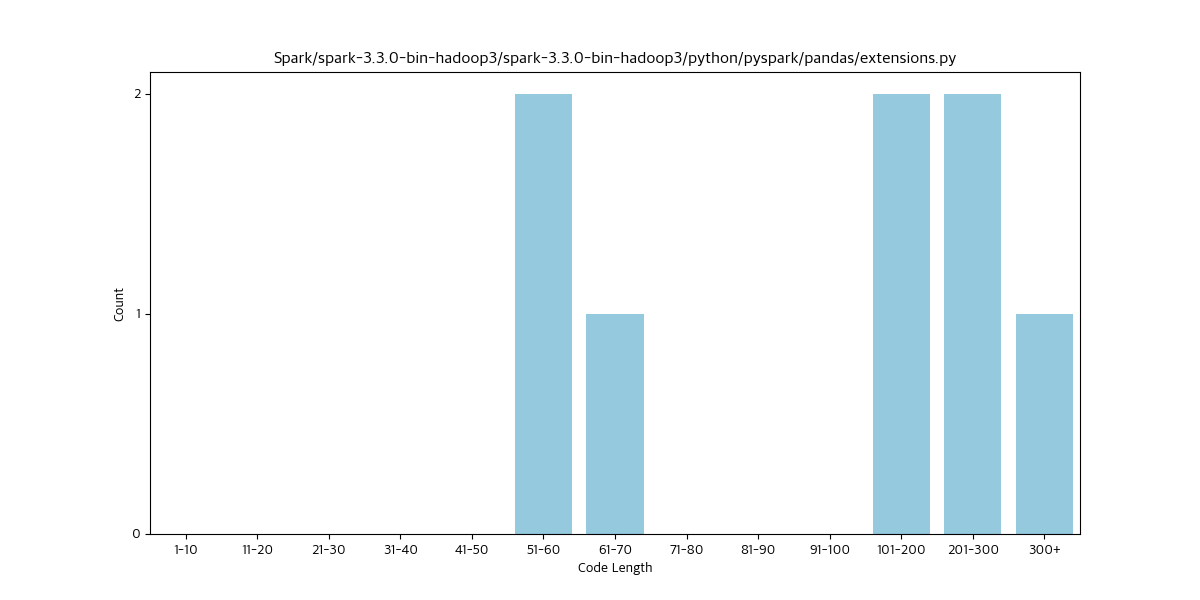 Spark/spark-3.3.0-bin-hadoop3/spark-3.3.0-bin-hadoop3/python/pyspark/pandas/extensions.py
2
1
0
Count
1-10 11-20 21-30 31-40 41-50 51-60 61-70 71-80 81-90 91-100 101-200 201-300 300+
Code Length